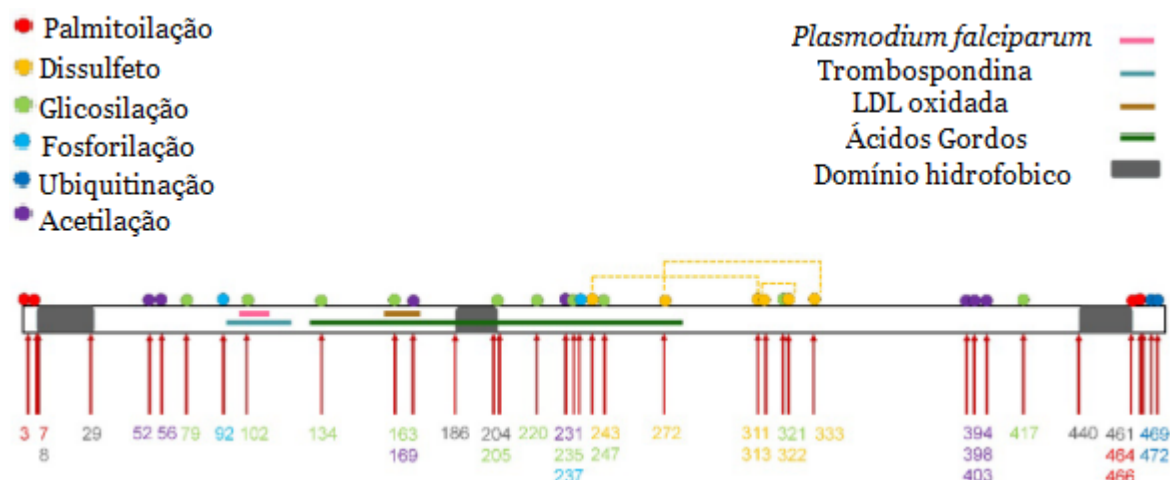 Palmitoilação
Dissulfeto
Glicosilação
Fosforilação
Ubiquitinação
Acetilação
Plasmodium falciparum
Trombospondina
LDL oxidada
Ácidos Gordos
Domínio hidrofobico
3 7 29 52 56 79 92 102 134 163 186 204 220 231 243 272 311 321 333 394 417 440 461 469
8 169 205 235 247 313 322 398 464 472
237 403 466